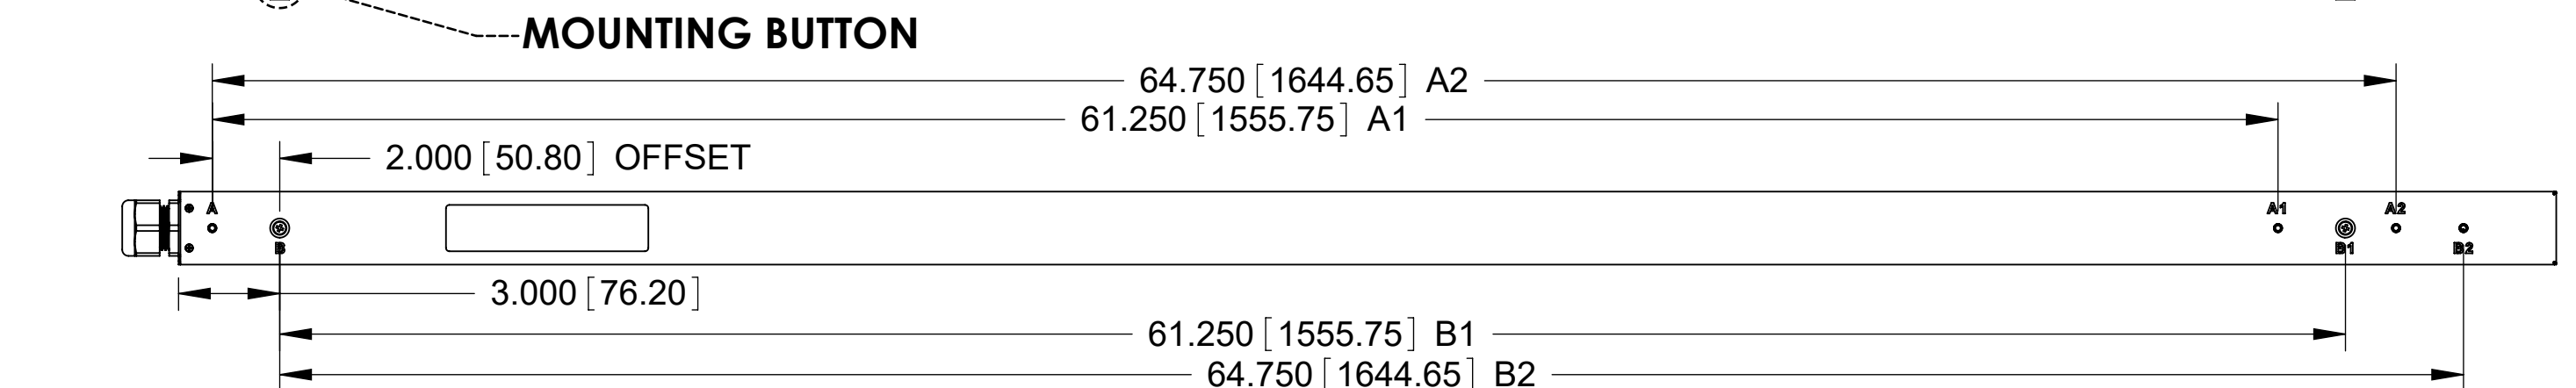 MOUNTING BUTTON
64.750 [1644.65] A2
61.250 [1555.75] A1
2.000 [50.80] OFFSET
A A1 A2
B B1 B2
3.000 [76.20]
61.250 [1555.75] B1
64.750 [1644.65] B2